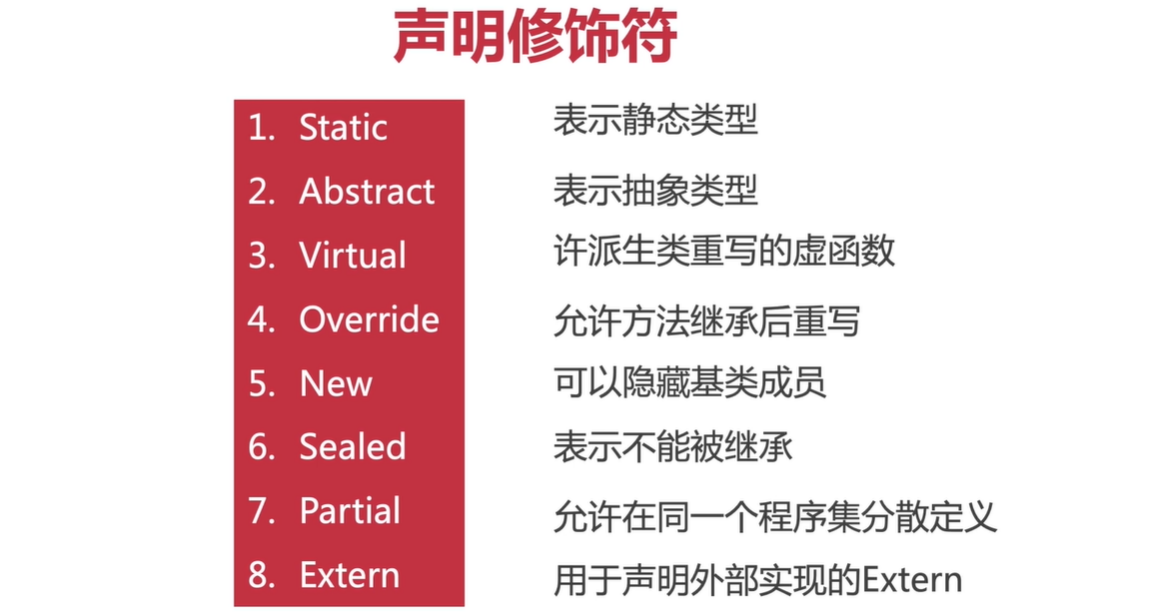 声明修饰符
1. Static 表示静态类型
2. Abstract 表示抽象类型
3. Virtual 许派生类重写的虚函数
4. Override 允许方法继承后重写
5. New 可以隐藏基类成员
6. Sealed 表示不能被继承
7. Partial 允许在同一个程序集分散定义
8. Extern 用于声明外部实现的Extern